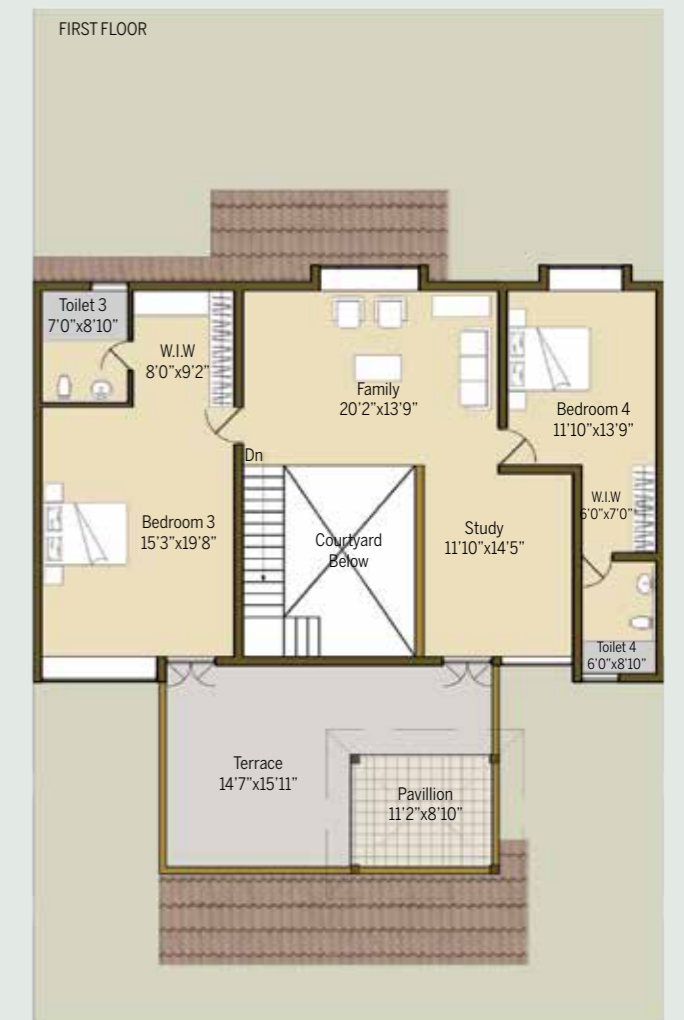 FIRST FLOOR
Toilet 3
7'0"x8'10"
W.I.W
8'0"x9'2"
Family
20'2"x13'9"
Bedroom 4
11'10"x13'9"
Dn
W.I.W
6'0"x7'0"
Bedroom 3
15'3"x19'8"
Courtyard
Below
Study
11'10"x14'5"
Toilet 4
6'0"x8'10"
Terrace
14'7"x15'11"
Pavillion
11'2"x8'10"